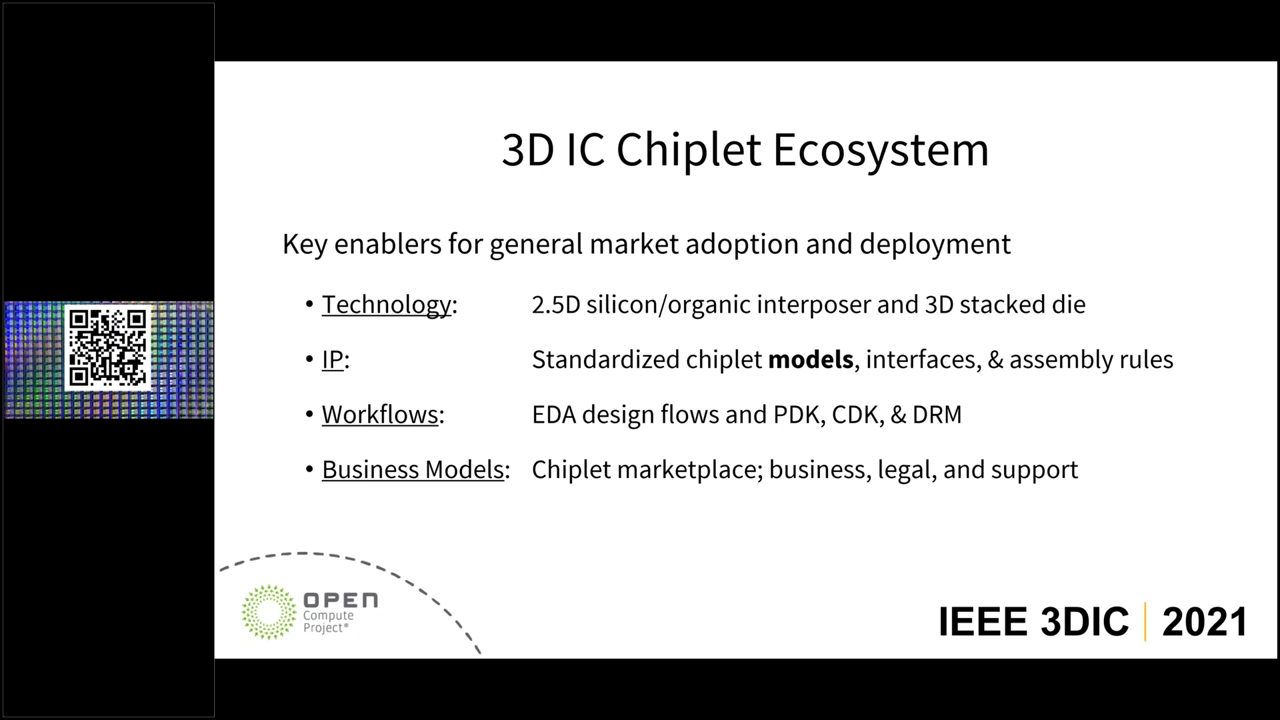 3D IC Chiplet Ecosystem
Key enablers for general market adoption and deployment
• Technology: 2.5D silicon/organic interposer and 3D stacked die
• IP: Standardized chiplet models, interfaces, & assembly rules
• Workflows: EDA design flows and PDK, CDK, & DRM
• Business Models: Chiplet marketplace; business, legal, and support
OPEN
Compute
Project®
IEEE 3DIC | 2021